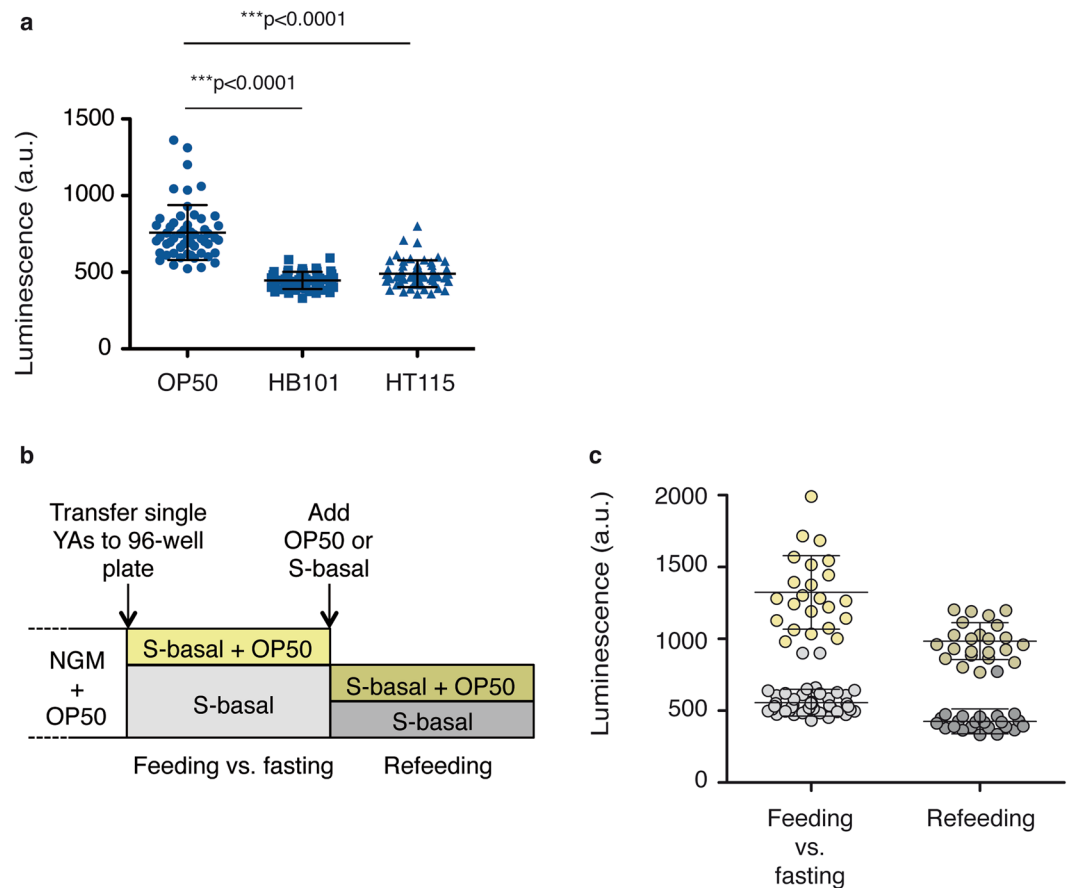 a
***p<0.0001
***p<0.0001
Luminescence (a.u.)
1500
1000
500
0
OP50
HB101
HT115
b
Transfer single
YAs to 96-well
plate
Add
OP50 or
S-basal
NGM
+
OP50
S-basal + OP50
S-basal
S-basal + OP50
S-basal
Feeding vs. fasting
Refeeding
c
Luminescence (a.u.)
2000
1500
1000
500
0
Feeding
vs.
fasting
Refeeding